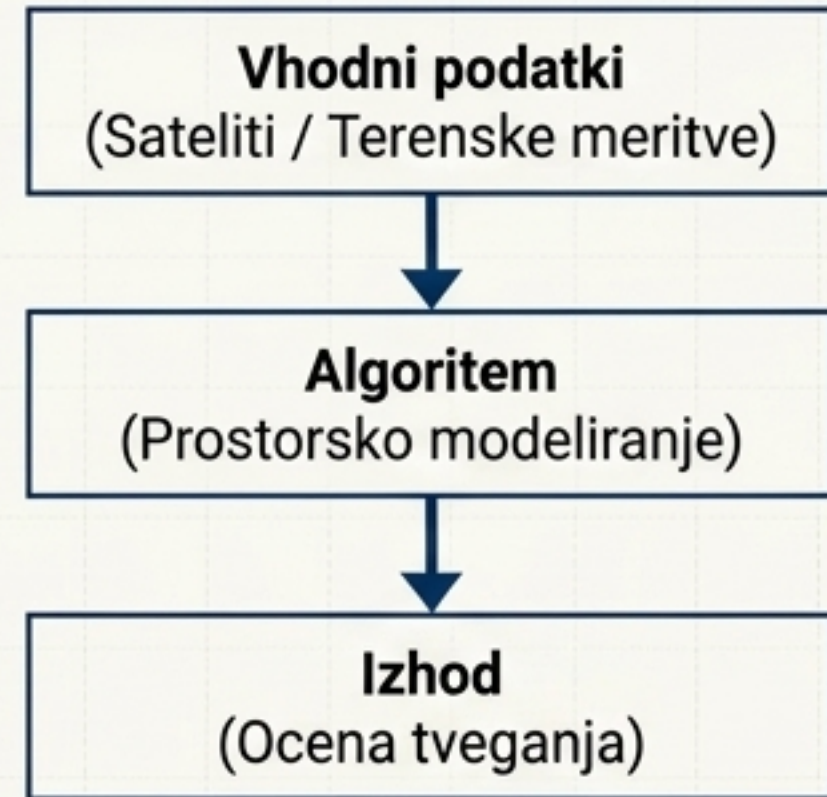 Vhodni podatki
(Sateliti / Terenske meritve)
Algoritem
(Prostorsko modeliranje)
Izhod
(Ocena tveganja)